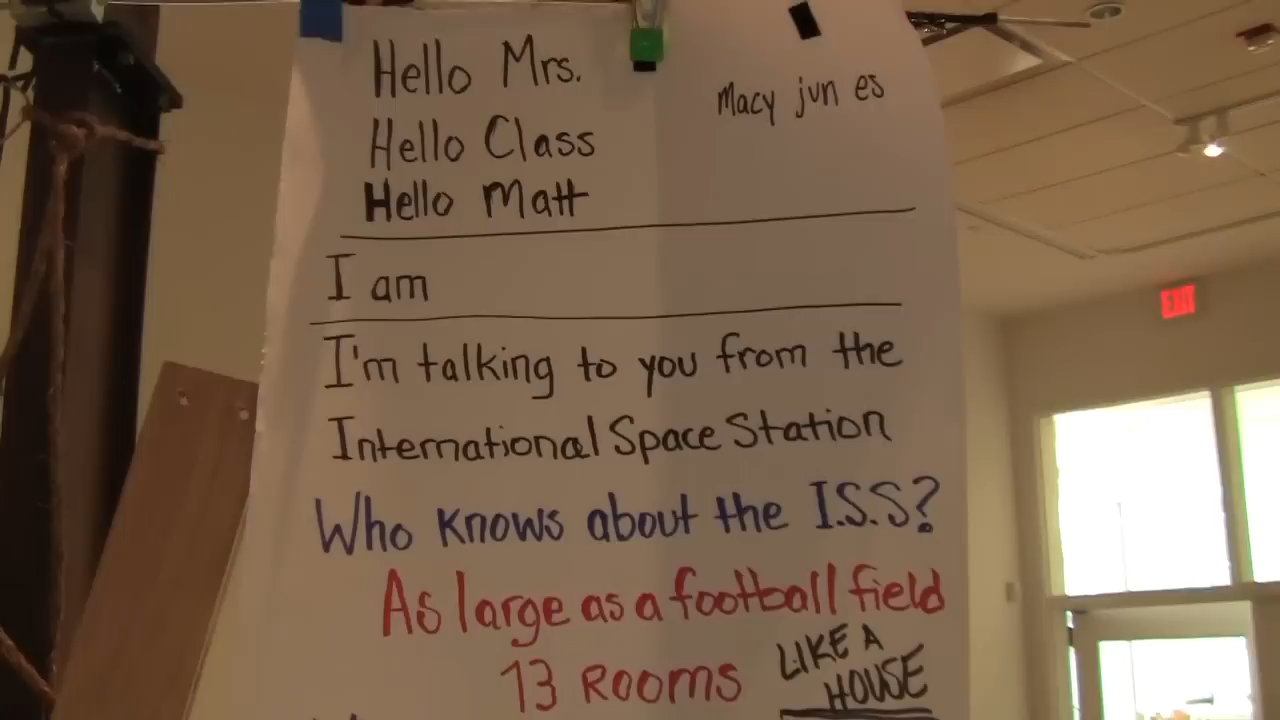 Hello Mrs.
Macy jun es
Hello Class
Hello Matt
I am
I'm talking to you from the
International Space Station
Who knows about the I.S.S?
As large as a football field
13 ROOMS
LIKE A
HOUSE
EXIT